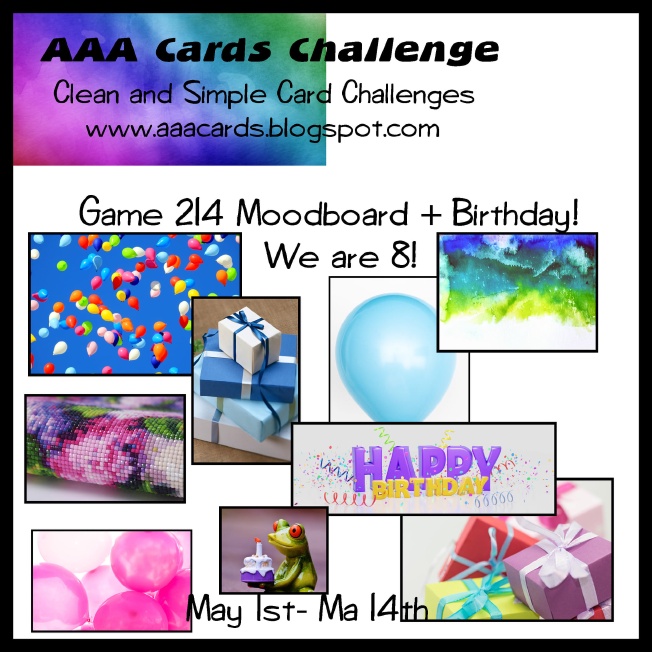 AAA Cards Challenge
Clean and Simple Card Challenges
www.aaacards.blogspot.com
Game 214 Moodboard + Birthday!
We are 8!
HAPPY
BIRTHDAY
May 1st- Ma 14th